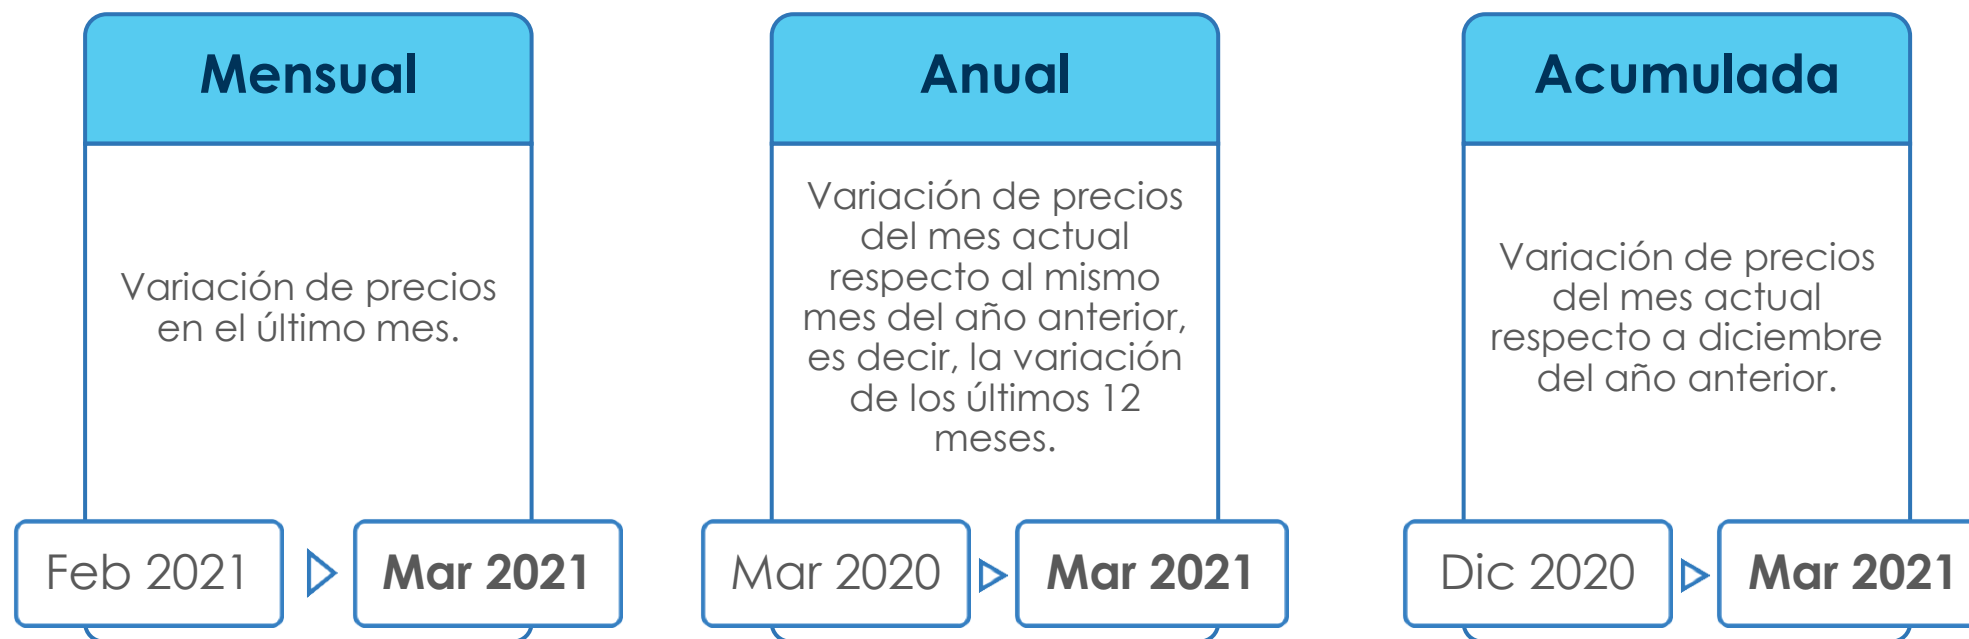 Mensual
Variación de precios
en el último mes.
Feb 2021
Mar 2021
Anual
Variación de precios
del mes actual
respecto al mismo
mes del año anterior,
es decir, la variación
de los últimos 12
meses.
Mar 2020
Mar 2021
Acumulada
Variación de precios
del mes actual
respecto a diciembre
del año anterior.
Dic 2020
Mar 2021